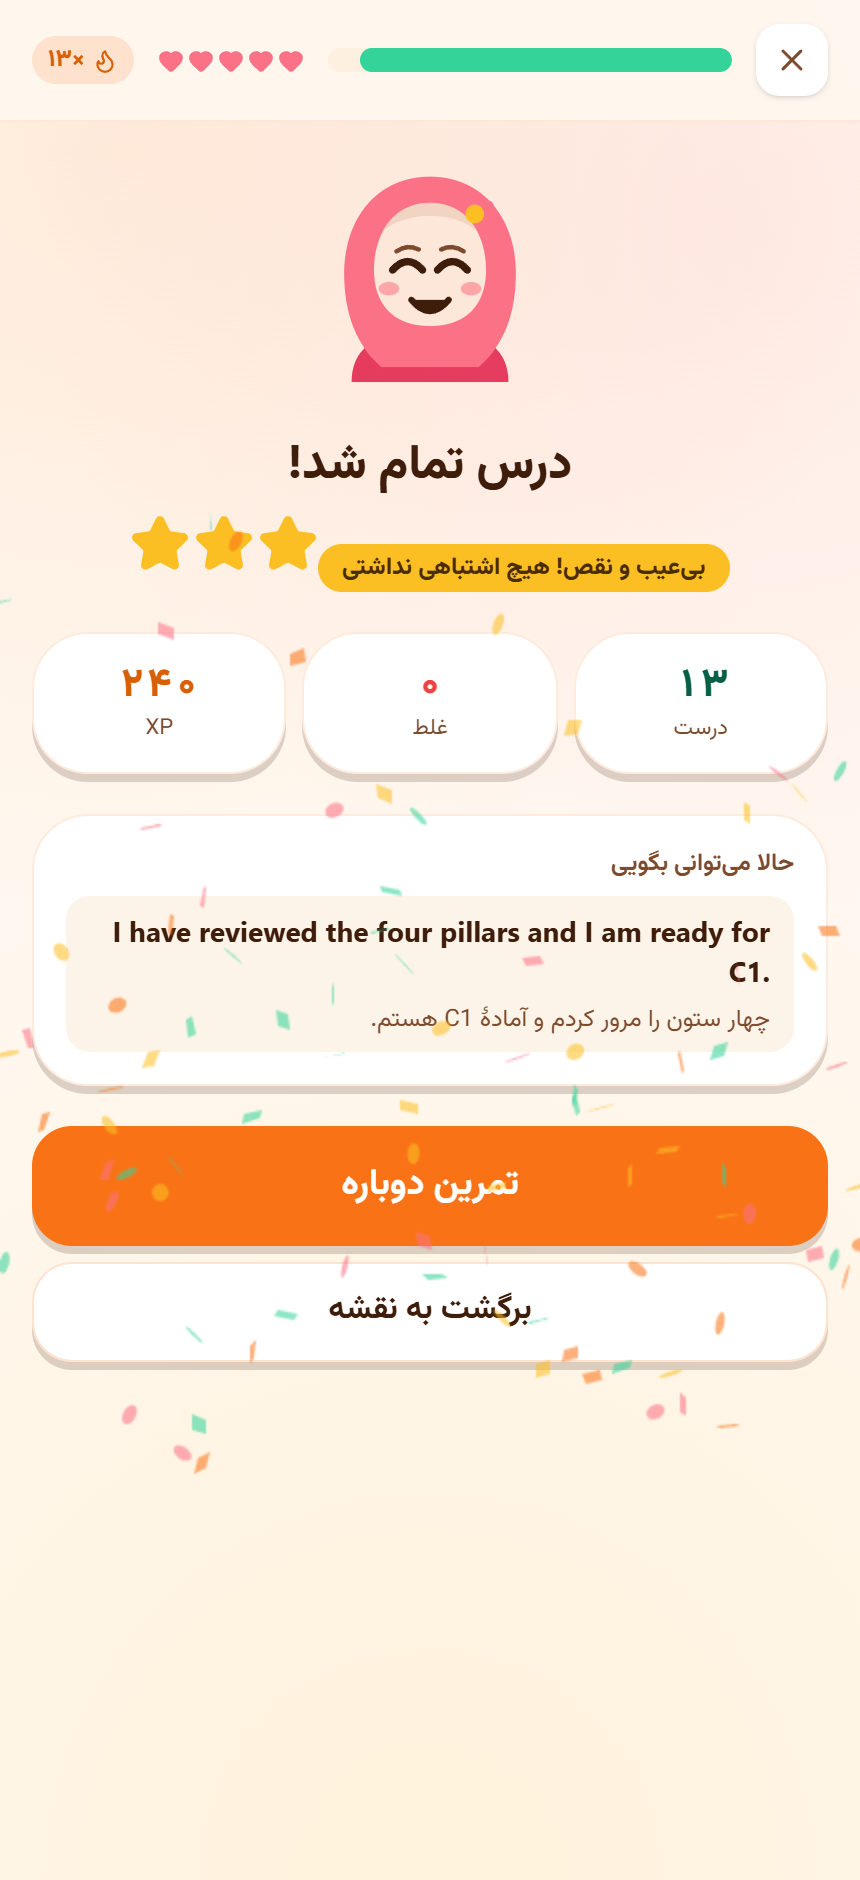 ×۱۳
درس تمام شد!
بی‌عیب و نقص! هیچ اشتباهی نداشتی
۱۳
درست
۰
غلط
۲۴۰
XP
حالا می‌توانی بگویی
I have reviewed the four pillars and I am ready for
C1.
چهار ستون را مرور کردم و آمادهٔ C1 هستم.
تمرین دوباره
برگشت به نقشه